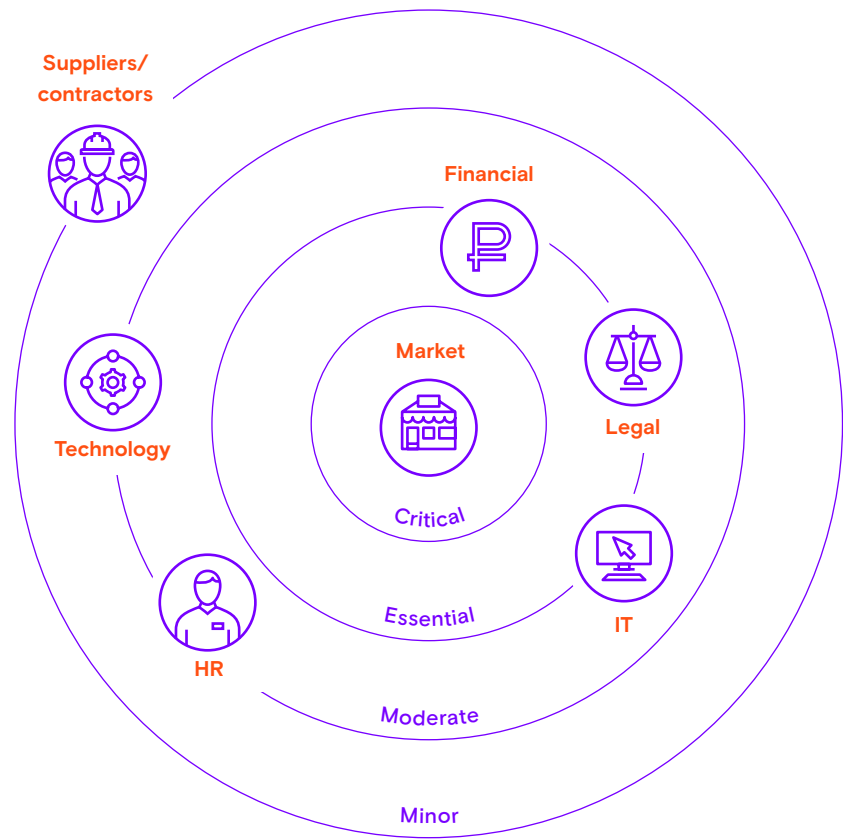 Suppliers/
contractors
Financial
Market
Legal
Technology
Critical
Essential
IT
HR
Moderate
Minor